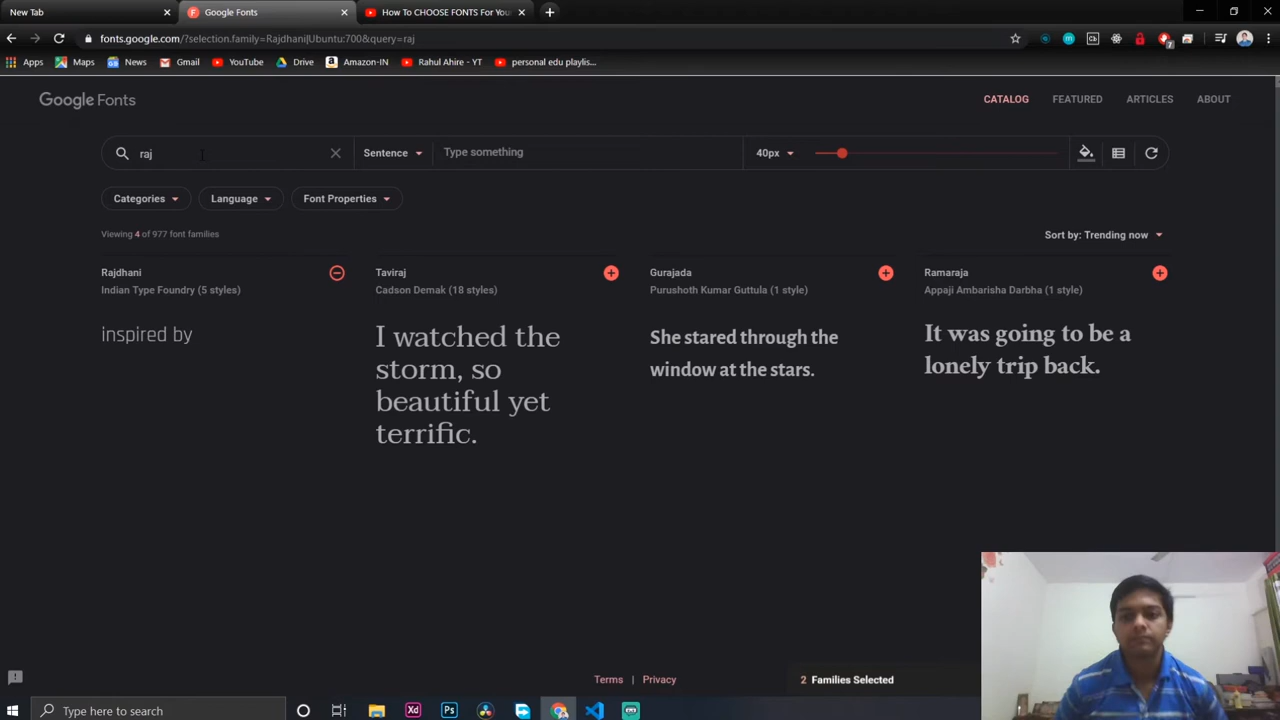 New Tab
Google Fonts
How To CHOOSE FONTS For Your
fonts.google.com/?selection.family=Rajdhani|Ubuntu:700&query=raj
7
Apps
Maps
News
Gmail
YouTube
Drive
Amazon-IN
Rahul Ahire - YT
personal edu playlis...
Google Fonts
CATALOG
FEATURED
ARTICLES
ABOUT
raj
Sentence
Type something
40px
Categories
Language
Font Properties
Viewing 4 of 977 font families
Sort by: Trending now
Rajdhani
Indian Type Foundry (5 styles)
inspired by
Taviraj
Cadson Demak (18 styles)
I watched the
storm, so
beautiful yet
terrific.
Gurajada
Purushoth Kumar Guttula (1 style)
She stared through the
window at the stars.
Ramaraja
Appaji Ambarisha Darbha (1 style)
It was going to be a
lonely trip back.
Terms | Privacy
2 Families Selected
Type here to search
Xd
Ps